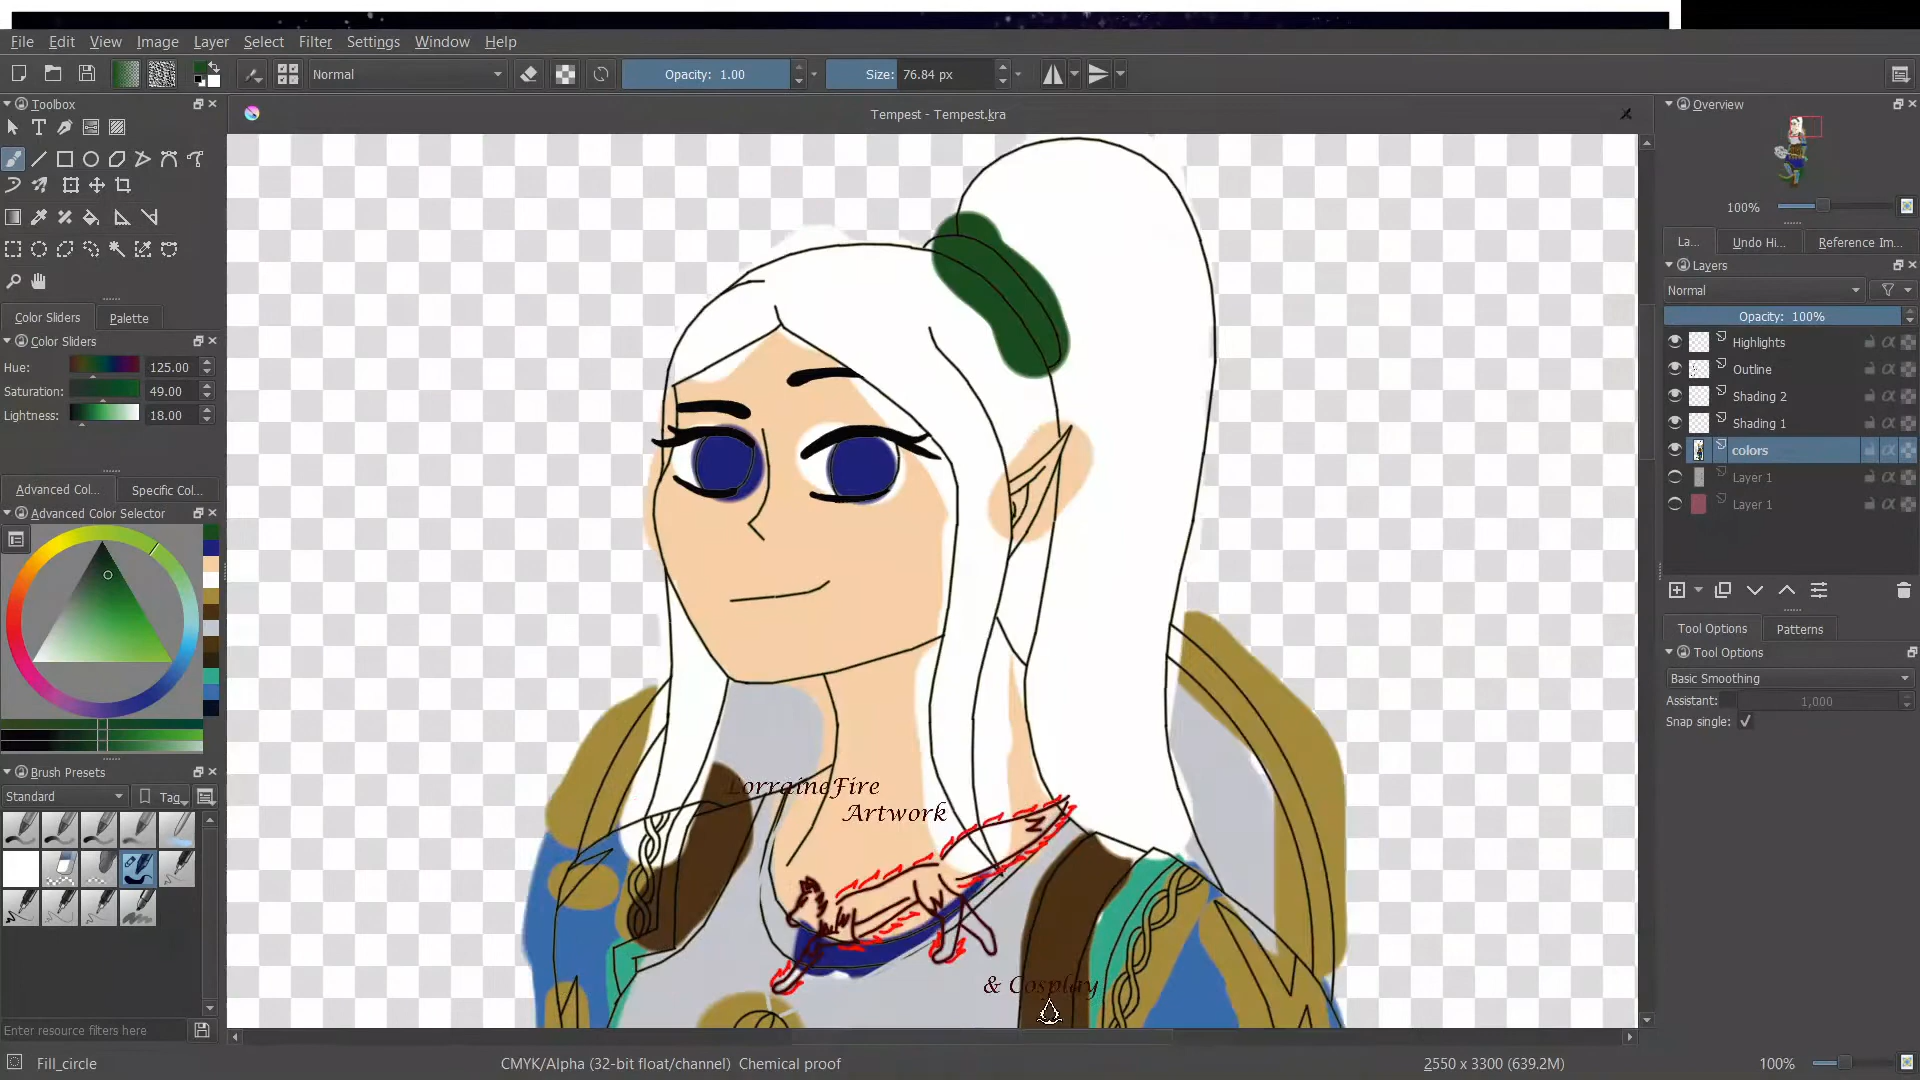 File Edit View Image Layer Select Filter Settings Window Help
Normal Opacity: 1.00 Size: 76.84 px
Toolbox
Tempest - Tempest.kra
Overview
100%
La... Undo Hi... Reference Im...
Layers
Normal
Opacity: 100%
Highlights
Outline
Shading 2
Shading 1
colors
Layer 1
Layer 1
Tool Options Patterns
Tool Options
Basic Smoothing
Assistant: 1,000
Snap single:
Color Sliders Palette
Color Sliders
Hue: 125.00
Saturation: 49.00
Lightness: 18.00
Advanced Col... Specific Col...
Advanced Color Selector
Brush Presets
Standard Tag
Enter resource filters here
LorraineFire
Artwork
& Cosplay
Fill_circle CMYK/Alpha (32-bit float/channel) Chemical proof 2550 x 3300 (639.2M) 100%